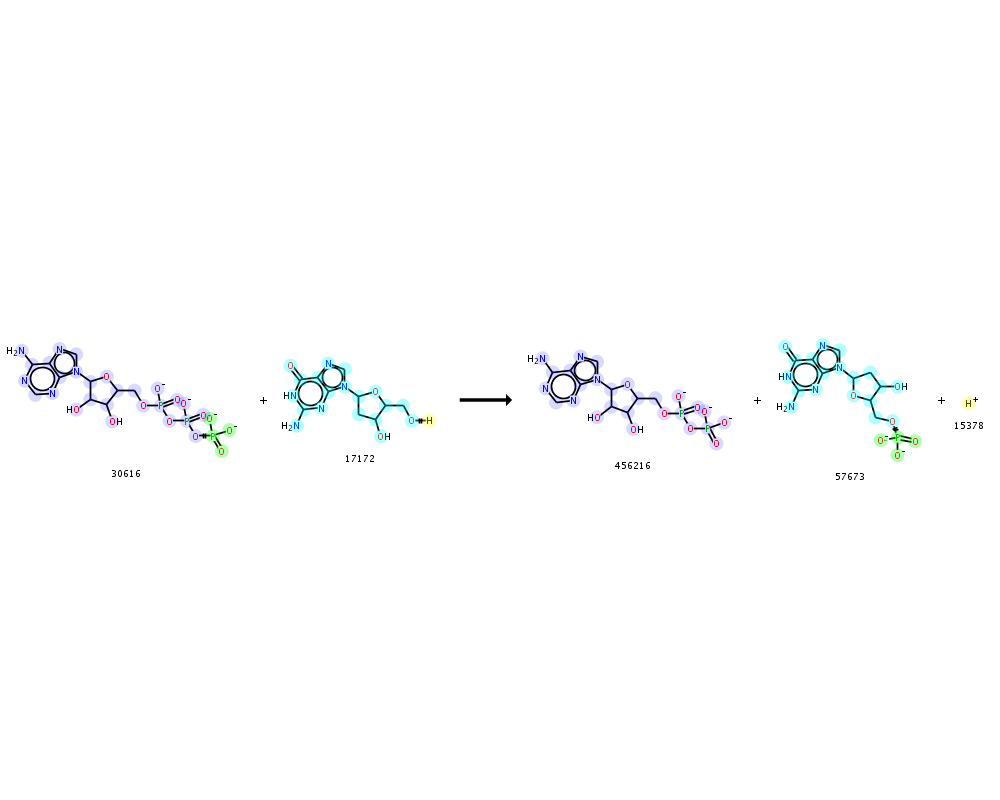 H2N N N N N O HO OH O P O- O O P O- O O P O- O- O
+
O N HN N N H2N O O H OH
H2N N N N N O HO OH O P O- O O P O- O- O
+
O N HN N N H2N O OH O O- P O O-
+
H+
30616
17172
456216
57673
15378